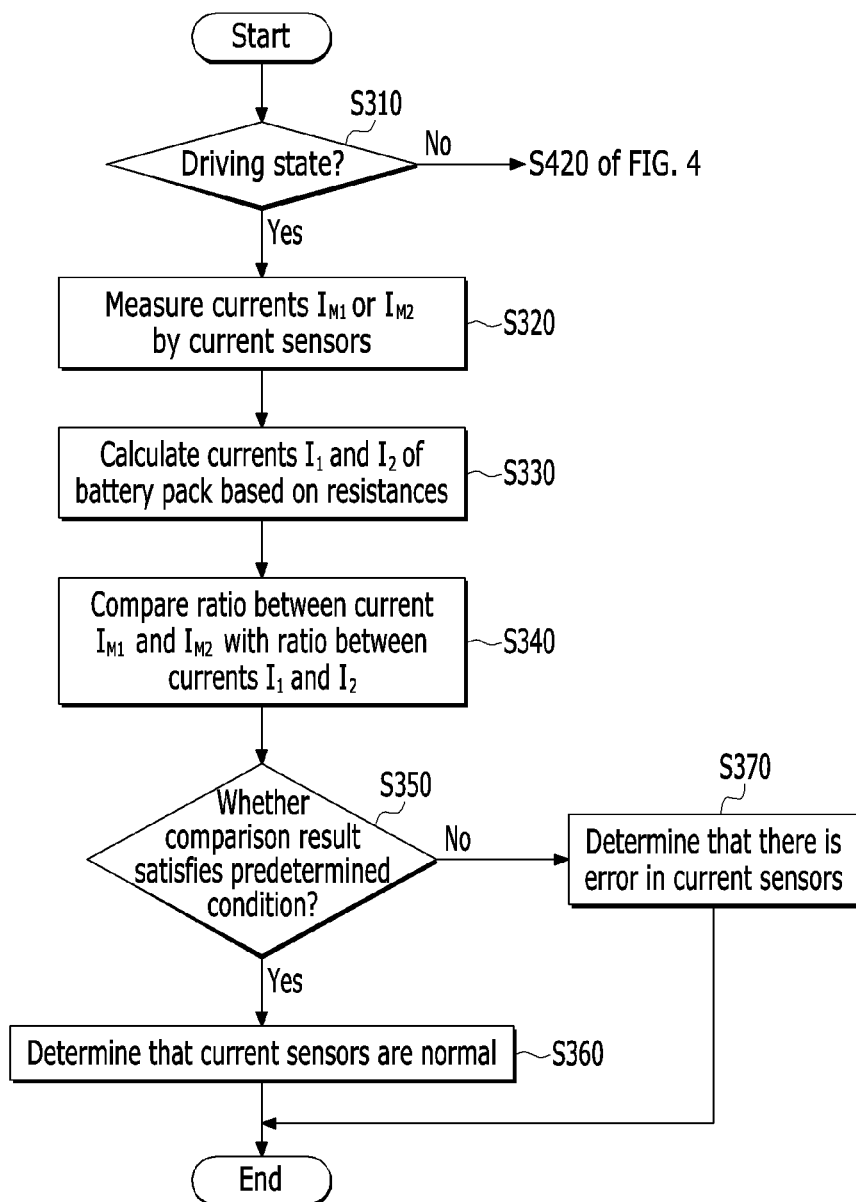 Start
S310
Driving state?
No
S420 of FIG. 4
Yes
Measure currents I_M1 or I_M2
by current sensors
S320
Calculate currents I_1 and I_2 of
battery pack based on resistances
S330
Compare ratio between current
I_M1 and I_M2 with ratio between
currents I_1 and I_2
S340
S350
Whether
comparison result
satisfies predetermined
condition?
No
S370
Determine that there is
error in current sensors
Yes
Determine that current sensors are normal
S360
End